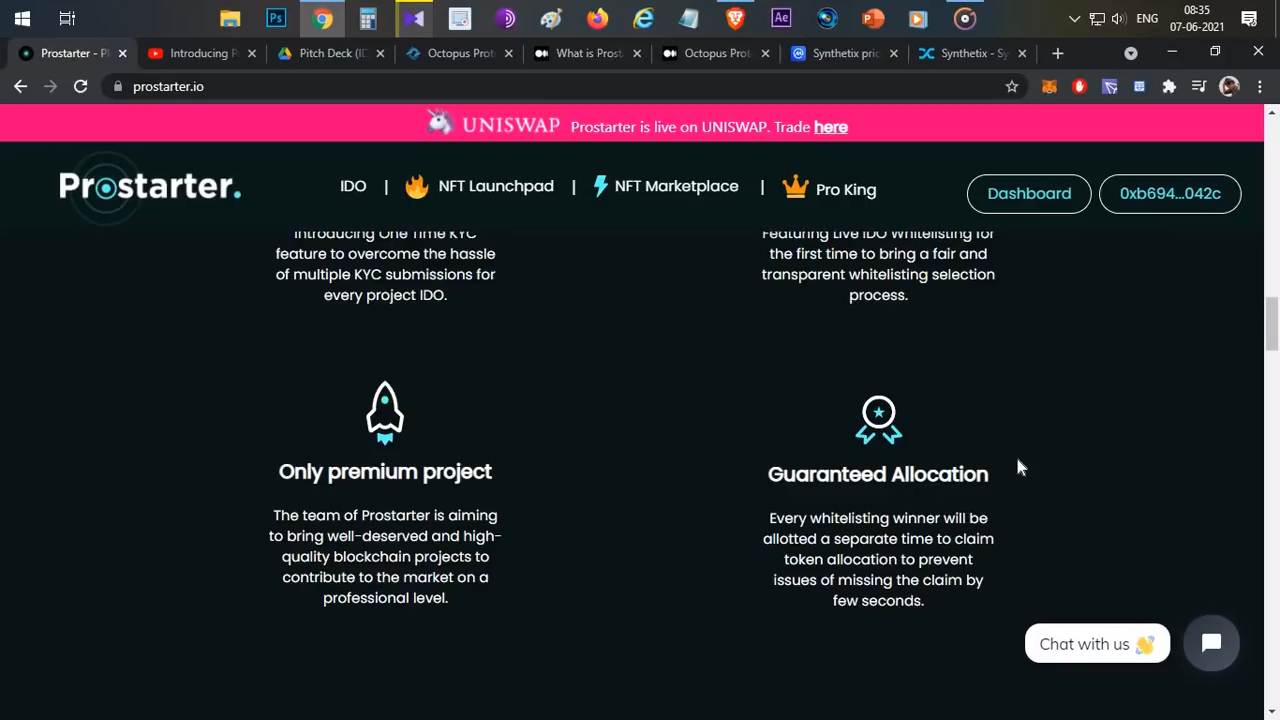 Ps
Ae
ENG
08:35
07-06-2021
Prostarter - Pl
Introducing P
Pitch Deck (ID
Octopus Prot
What is Prost
Octopus Prot
Synthetix pric
Synthetix - Sy
prostarter.io
UNISWAP Prostarter is live on UNISWAP. Trade here
Prostarter.
IDO | NFT Launchpad | NFT Marketplace | Pro King
Dashboard
0xb694...042c
Introducing One Time KYC
feature to overcome the hassle
of multiple KYC submissions for
every project IDO.
Featuring Live IDO Whitelisting for
the first time to bring a fair and
transparent whitelisting selection
process.
Only premium project
The team of Prostarter is aiming
to bring well-deserved and high-
quality blockchain projects to
contribute to the market on a
professional level.
Guaranteed Allocation
Every whitelisting winner will be
allotted a separate time to claim
token allocation to prevent
issues of missing the claim by
few seconds.
Chat with us